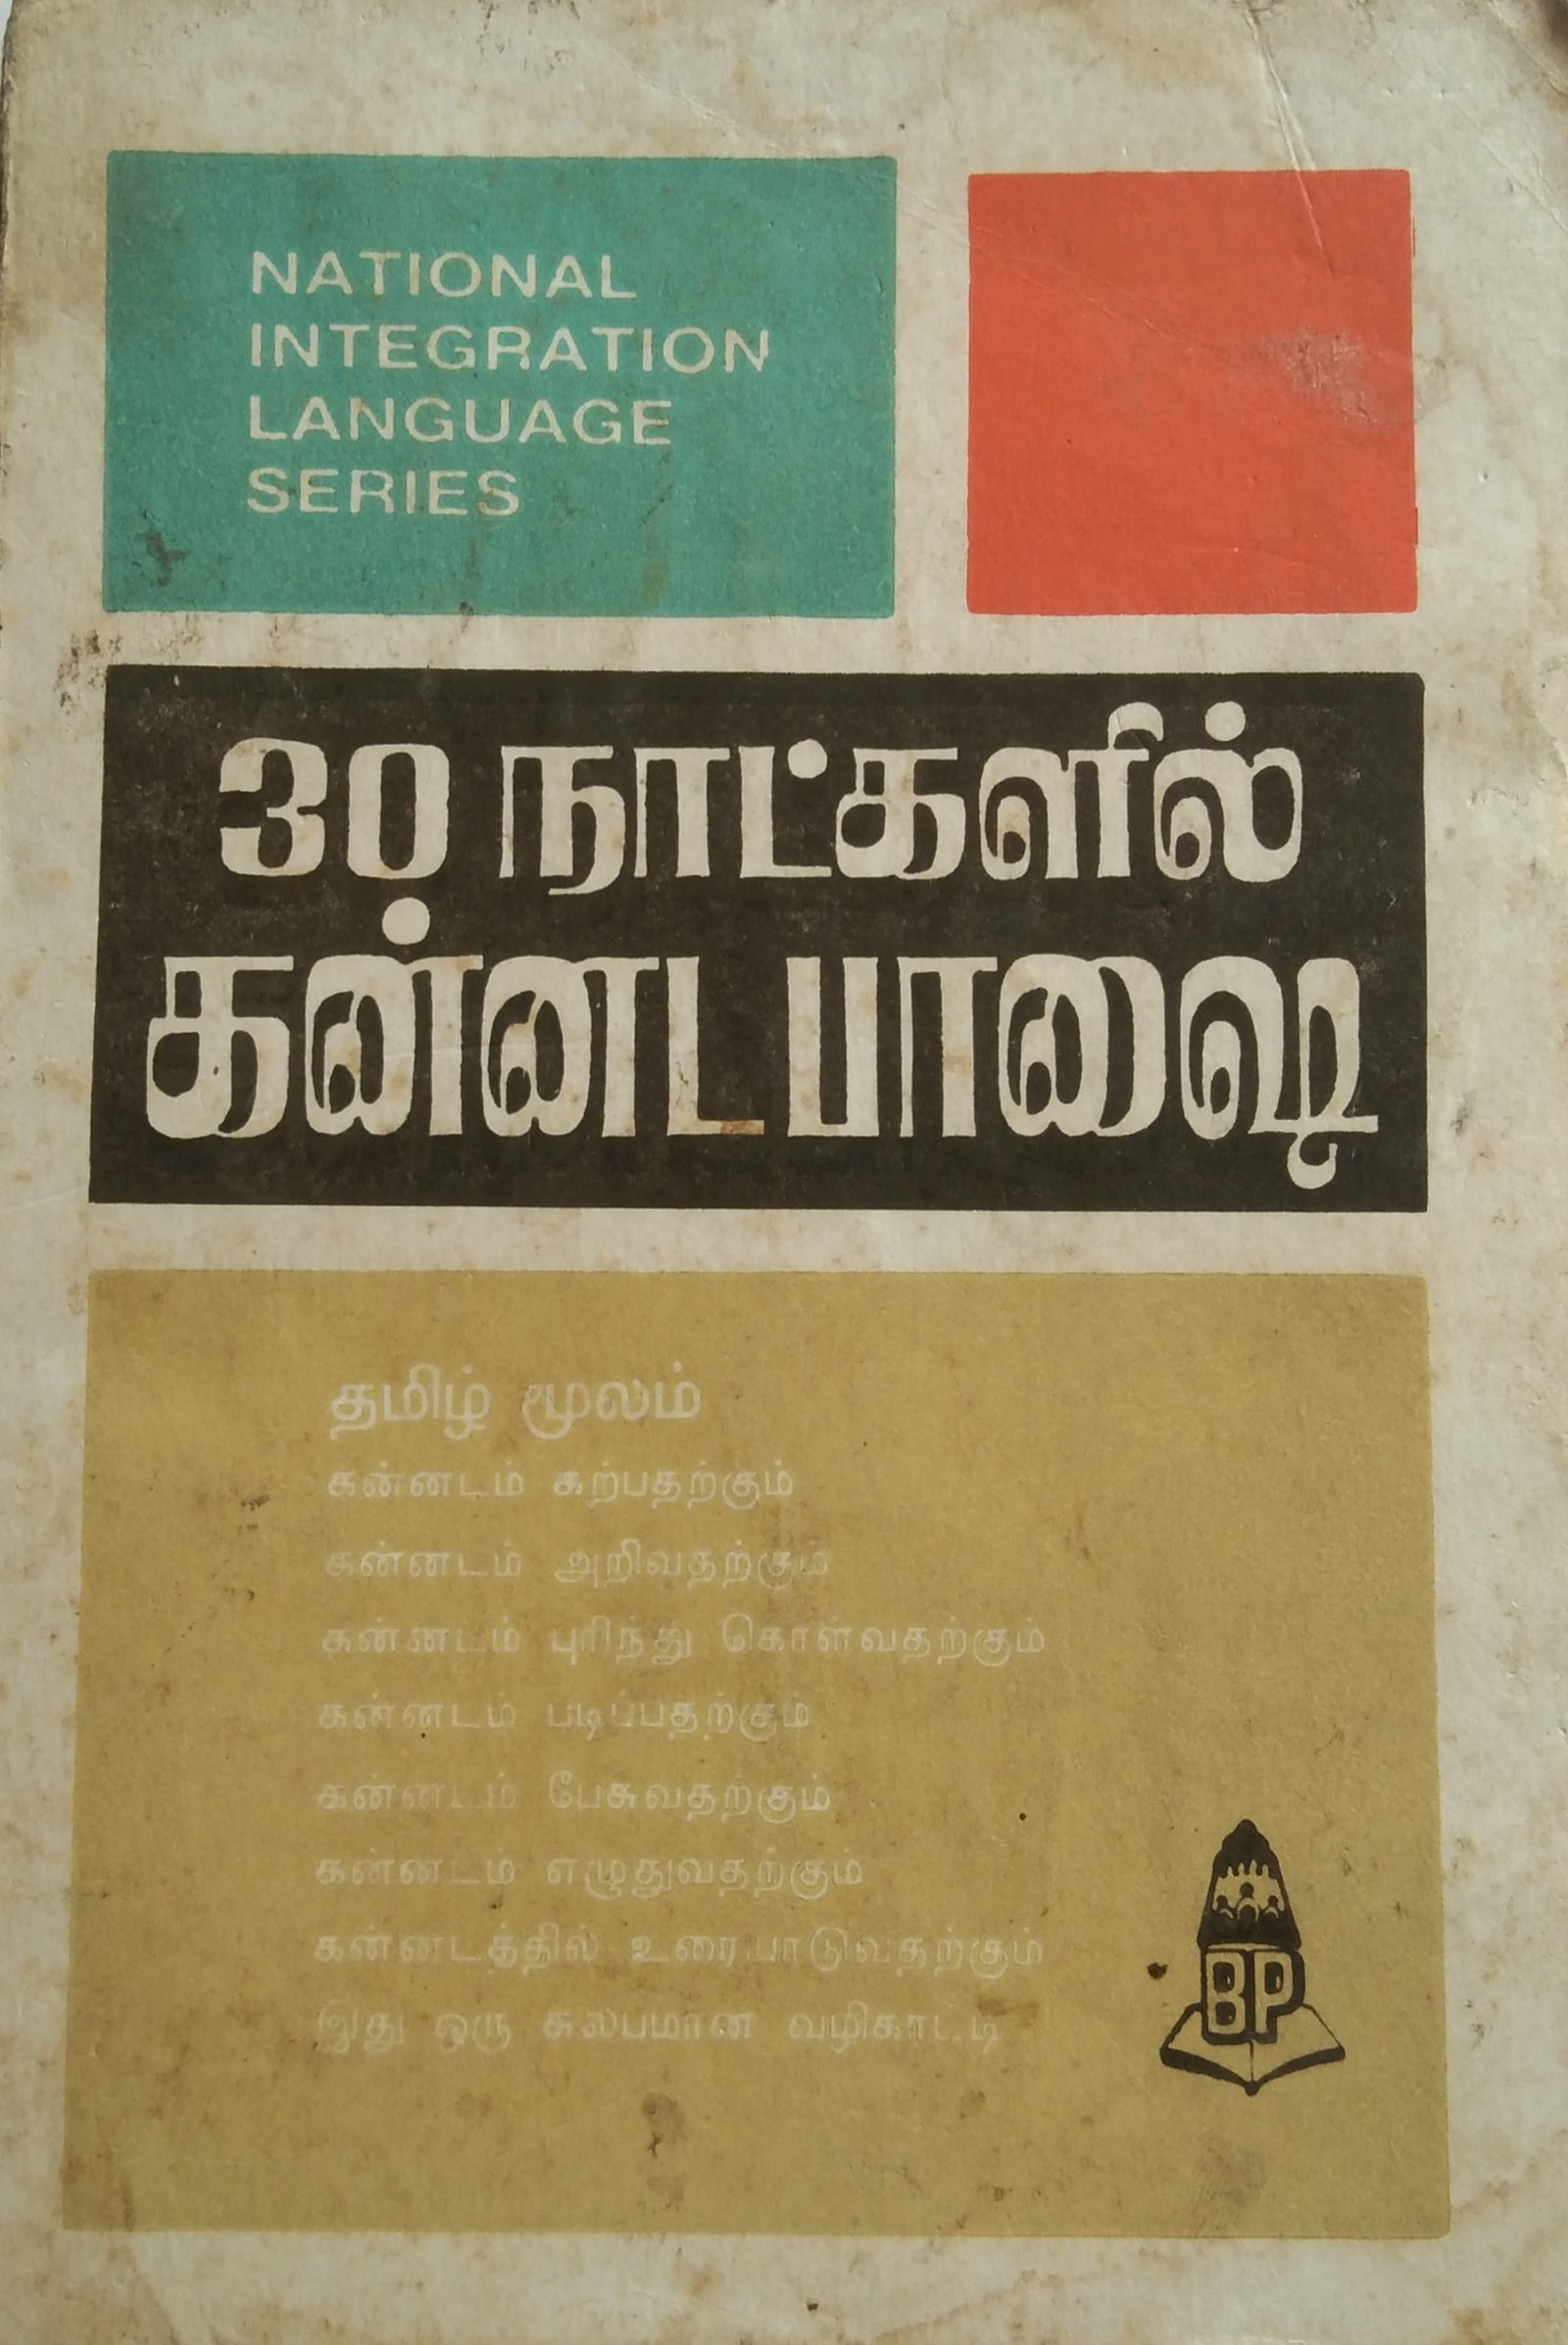 NATIONAL
INTEGRATION
LANGUAGE
SERIES
30 நாட்களில்
கன்னட பாஷை
தமிழ் மூலம்
கன்னடம் கற்பதற்கும்
கன்னடம் அறிவதற்கும்
கன்னடம் புரிந்து கொள்வதற்கும்
கன்னடம் படிப்பதற்கும்
கன்னடம் பேசுவதற்கும்
கன்னடம் எழுதுவதற்கும்
கன்னடத்தில் உரையாடுவதற்கும்
இது ஒரு சுலபமான வழிகாட்டி
BP